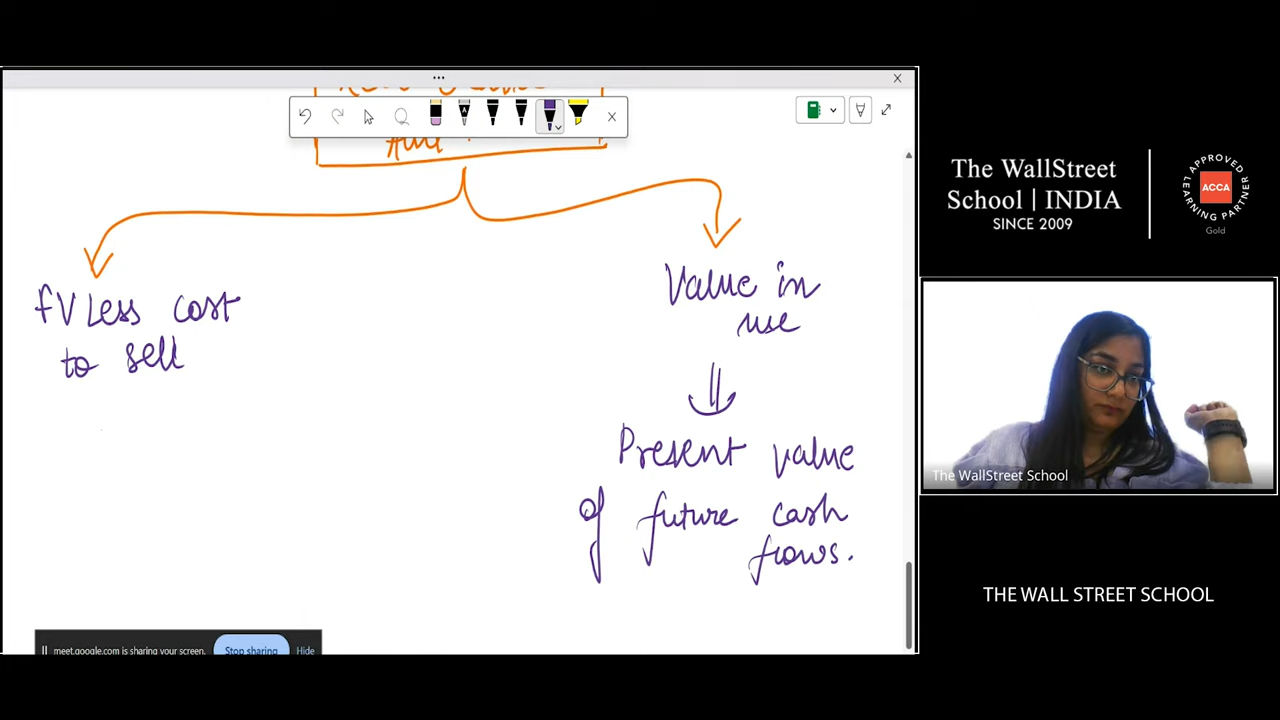 The WallStreet
School | INDIA
SINCE 2009
APPROVED
LEARNING PARTNER
ACCA
Gold
FV Less cost
to sell
Value in
use
Present value
of future cash
flows.
The WallStreet School
THE WALL STREET SCHOOL
meet.google.com is sharing your screen.
Stop sharing
Hide